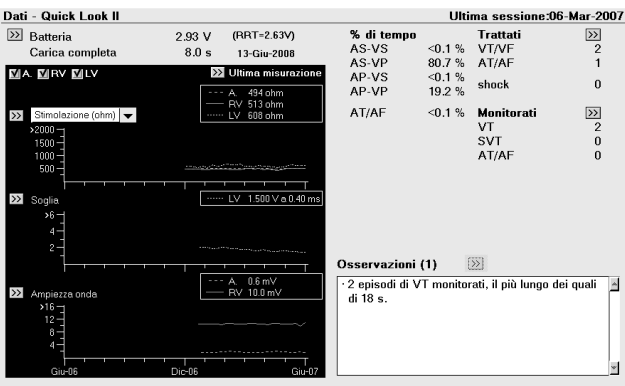 Dati - Quick Look II
Ultima sessione:06-Mar-2007
>> Batteria 2.93 V (RRT=2.63V)
Carica completa 8.0 s 13-Giu-2008
A. RV LV >> Ultima misurazione
A. 494 ohm
RV 513 ohm
LV 608 ohm
>> Stimolazione (ohm)
>2000
1500
1000
500
>> Soglia
LV 1.500 V a 0.40 ms
>6
4
2
>> Ampiezza onda
A. 0.6 mV
RV 10.0 mV
>16
12
8
4
Giu-06 Dic-06 Giu-07
% di tempo
AS-VS <0.1 %
AS-VP 80.7 %
AP-VS <0.1 %
AP-VP 19.2 %
AT/AF <0.1 %
Trattati >>
VT/VF 2
AT/AF 1
shock 0
Monitorati >>
VT 2
SVT 0
AT/AF 0
Osservazioni (1) >>
· 2 episodi di VT monitorati, il più lungo dei quali
di 18 s.